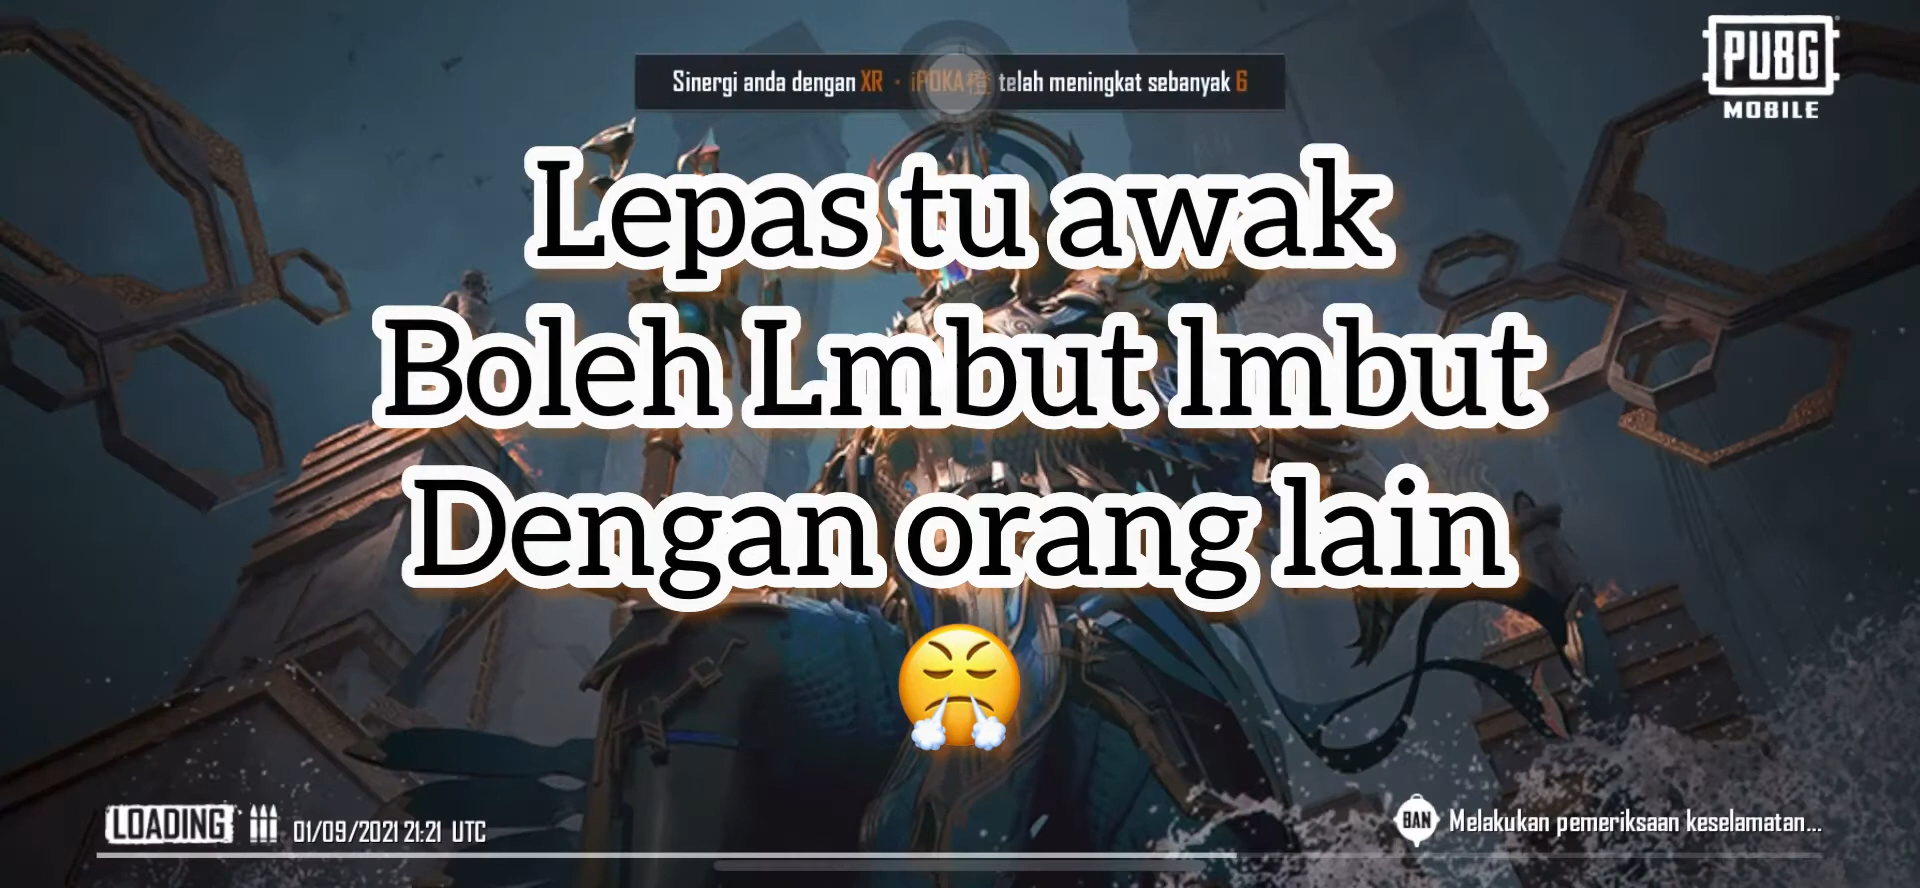 PUBG
MOBILE
Sinergi anda dengan XR · iPOKA橙 telah meningkat sebanyak 6
Lepas tu awak
Boleh Lmbut lmbut
Dengan orang lain
LOADING 01/09/2021 21:21 UTC
BAN Melakukan pemeriksaan keselamatan...